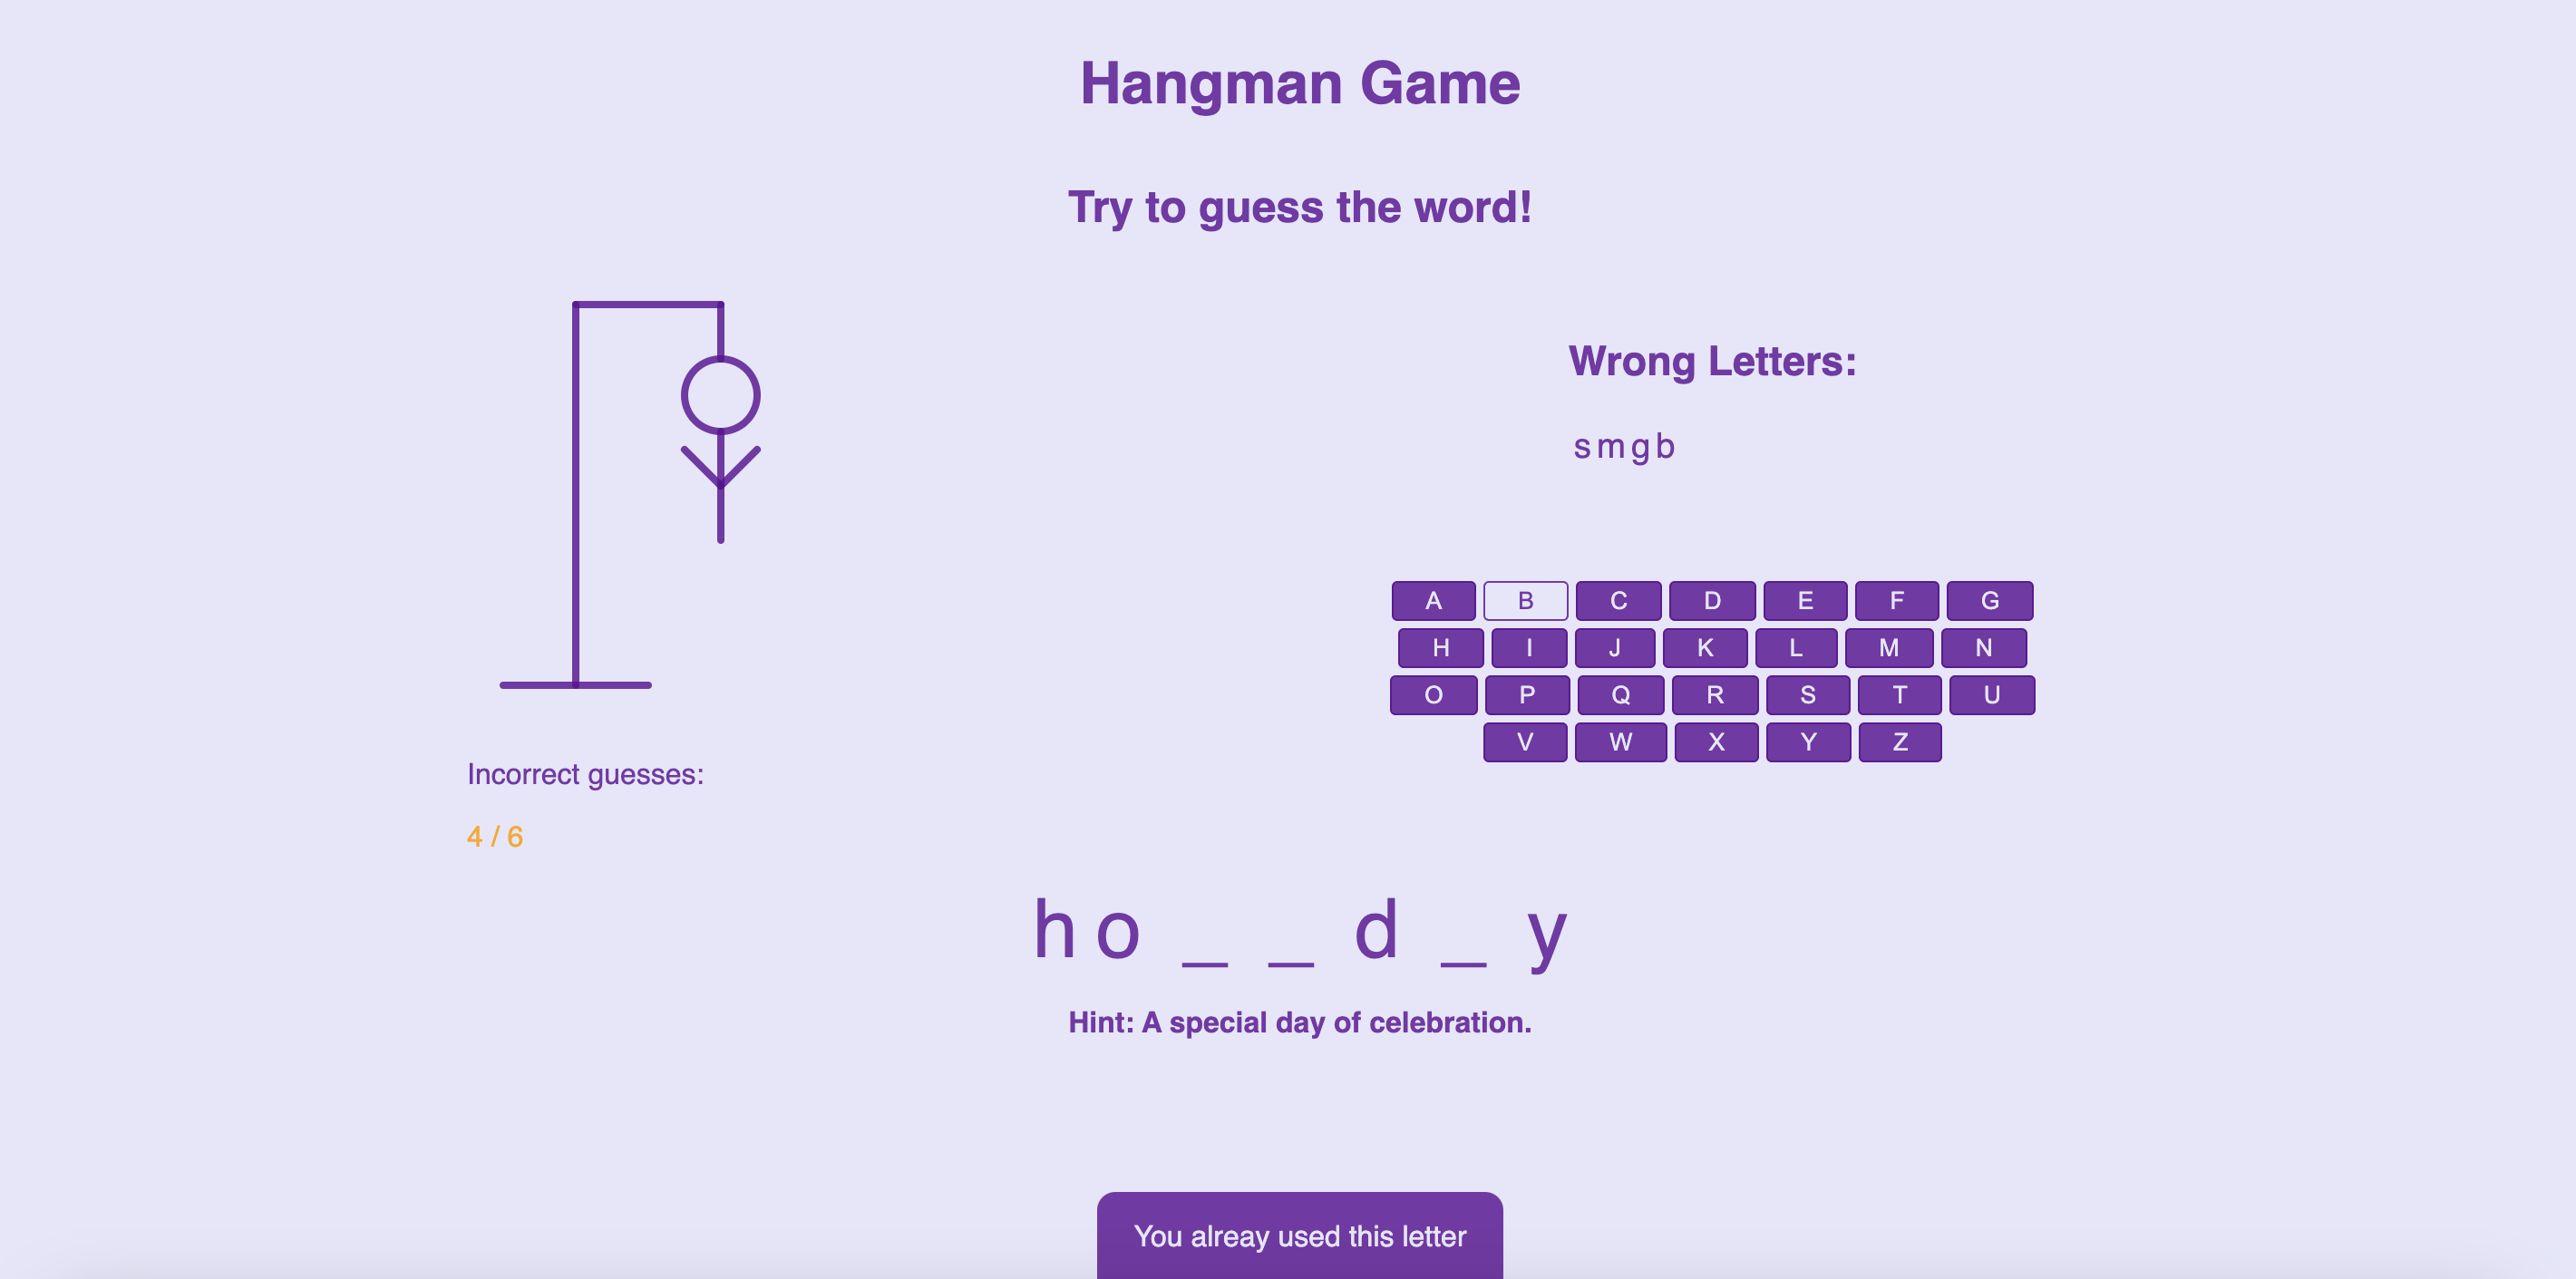 Hangman Game
Try to guess the word!
Wrong Letters:
s m g b
A B C D E F G
H I J K L M N
O P Q R S T U
V W X Y Z
Incorrect guesses:
4 / 6
h o _ _ d _ y
Hint: A special day of celebration.
You alreay used this letter